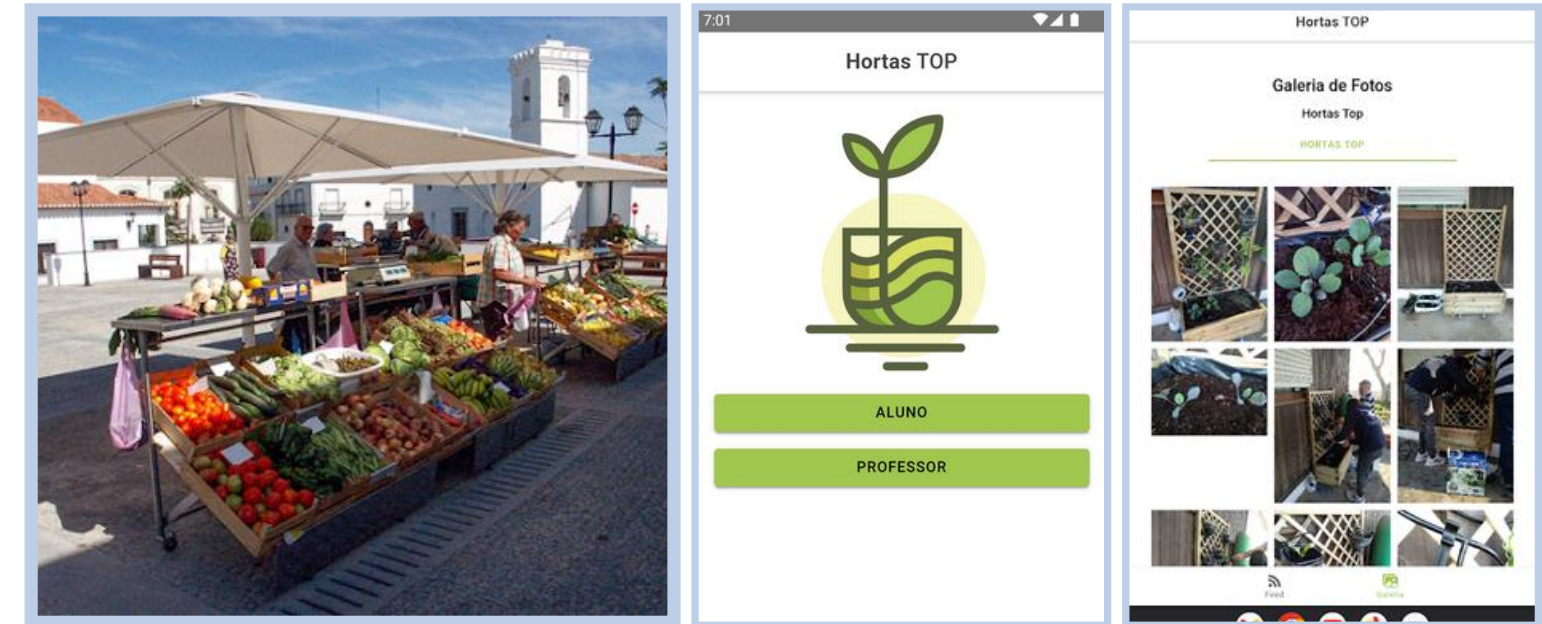 7:01
Hortas TOP
ALUNO
PROFESSOR
Hortas TOP
Galeria de Fotos
Hortas Top
HORTAS TOP
Feed
Galeria